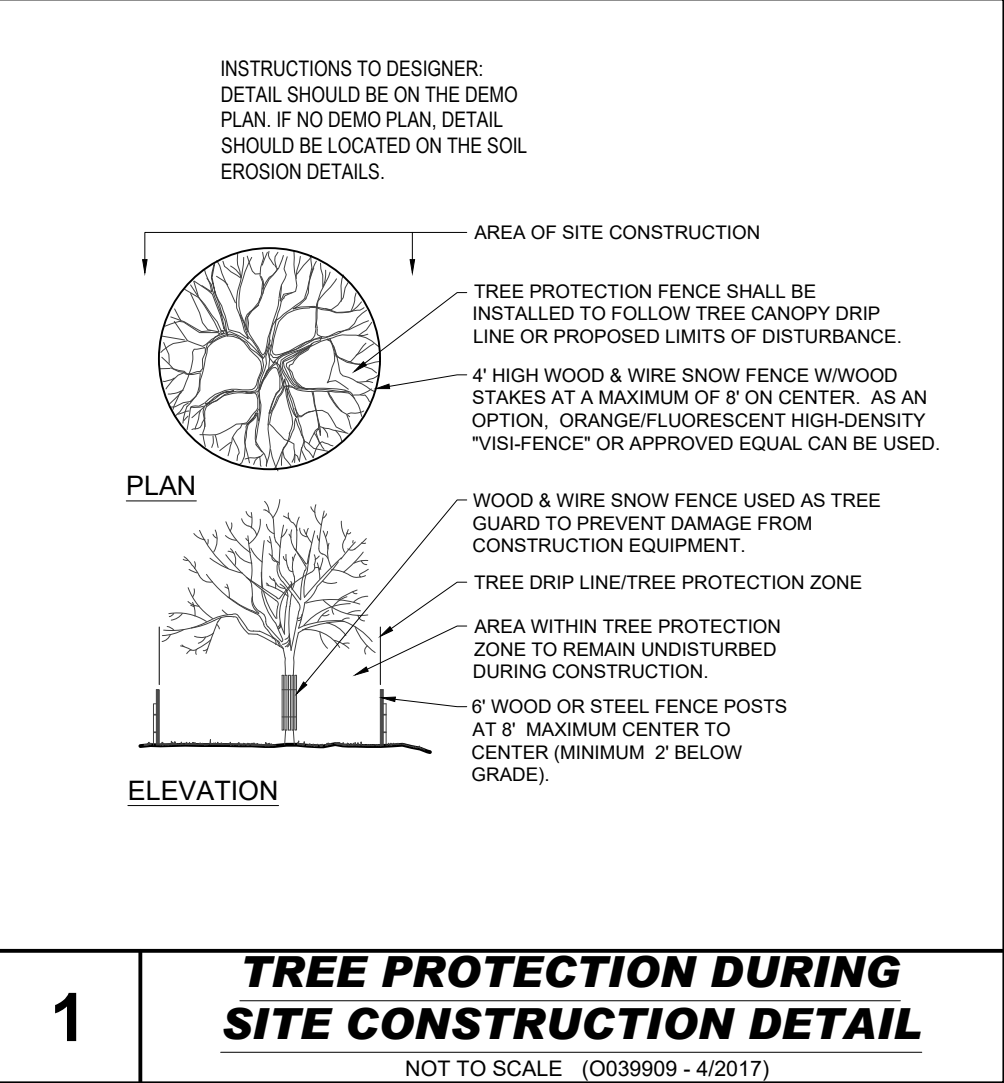 INSTRUCTIONS TO DESIGNER:
DETAIL SHOULD BE ON THE DEMO
PLAN. IF NO DEMO PLAN, DETAIL
SHOULD BE LOCATED ON THE SOIL
EROSION DETAILS.
AREA OF SITE CONSTRUCTION
TREE PROTECTION FENCE SHALL BE
INSTALLED TO FOLLOW TREE CANOPY DRIP
LINE OR PROPOSED LIMITS OF DISTURBANCE.
4' HIGH WOOD & WIRE SNOW FENCE W/WOOD
STAKES AT A MAXIMUM OF 8' ON CENTER. AS AN
OPTION, ORANGE/FLUORESCENT HIGH-DENSITY
"VISI-FENCE" OR APPROVED EQUAL CAN BE USED.
PLAN
WOOD & WIRE SNOW FENCE USED AS TREE
GUARD TO PREVENT DAMAGE FROM
CONSTRUCTION EQUIPMENT.
TREE DRIP LINE/TREE PROTECTION ZONE
AREA WITHIN TREE PROTECTION
ZONE TO REMAIN UNDISTURBED
DURING CONSTRUCTION.
6' WOOD OR STEEL FENCE POSTS
AT 8' MAXIMUM CENTER TO
CENTER (MINIMUM 2' BELOW
GRADE).
ELEVATION
1
TREE PROTECTION DURING
SITE CONSTRUCTION DETAIL
NOT TO SCALE (O039909 - 4/2017)